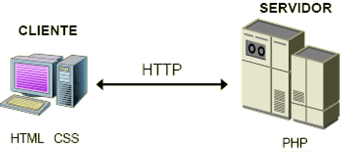 SERVIDOR
CLIENTE
HTTP
HTML CSS
PHP